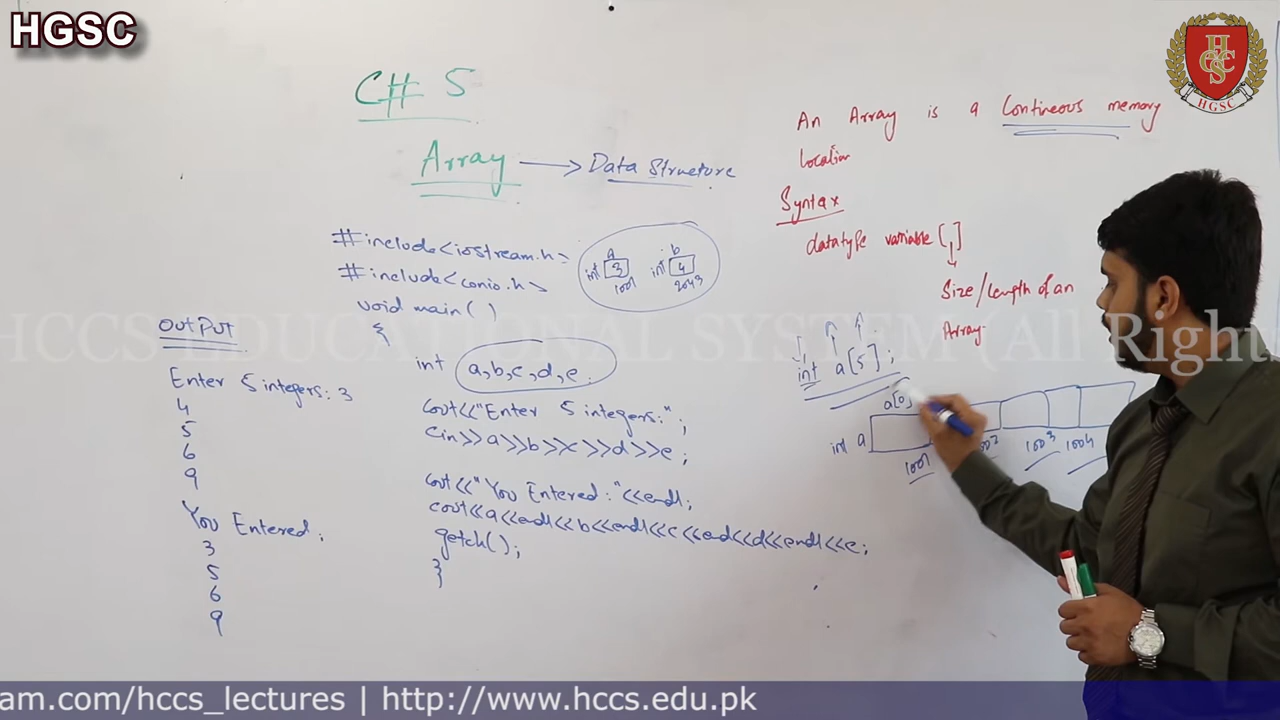 HGSC
HGSC
C# 5
Array → Data Structure
#include<iostream.h>
#include<conio.h>
void main( )
{
int a,b,c,d,e.
cout<<"Enter 5 integers:";
cin>>a>>b>>c>>d>>e;
cout<<"You Entered:"<<endl;
cout<<a<<endl<<b<<endl<<c<<end<<d<<endl<<e;
getch();
}
a
int 3
1001
b
int 4
2043
OUTPUT
Enter 5 integers: 3
4
5
6
9
You Entered:
3
5
6
9
An Array is a Contineous memory
location
Syntax
datatype variable [ ]
Size/length of an
Array.
int a[5];
a[0]
int a
1001 1002 1003 1004
HCCS EDUCATIONAL SYSTEM (All Right
am.com/hccs_lectures | http://www.hccs.edu.pk